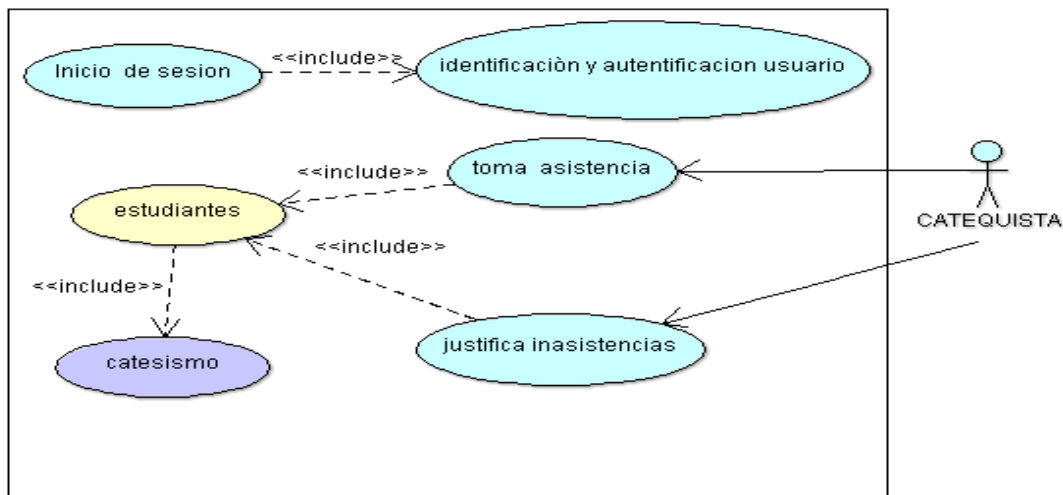 <<include>>
Inicio de sesion
identificaciòn y autentificacion usuario
toma asistencia
<<include>>
estudiantes
CATEQUISTA
<<include>>
<<include>>
justifica inasistencias
catesismo